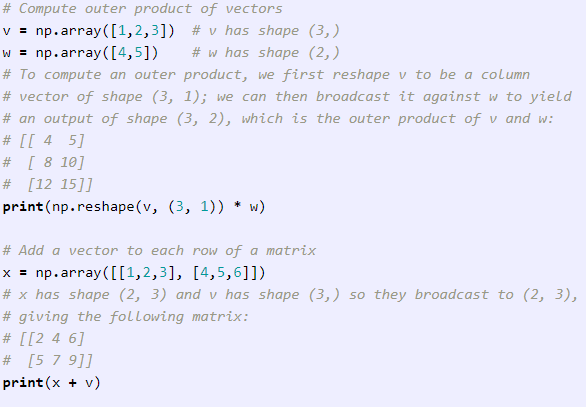 # Compute outer product of vectors
v = np.array([1,2,3])  # v has shape (3,)
w = np.array([4,5])    # w has shape (2,)
# To compute an outer product, we first reshape v to be a column
# vector of shape (3, 1); we can then broadcast it against w to yield
# an output of shape (3, 2), which is the outer product of v and w:
# [[ 4  5]
#  [ 8 10]
#  [12 15]]
print(np.reshape(v, (3, 1)) * w)

# Add a vector to each row of a matrix
x = np.array([[1,2,3], [4,5,6]])
# x has shape (2, 3) and v has shape (3,) so they broadcast to (2, 3),
# giving the following matrix:
# [[2 4 6]
#  [5 7 9]]
print(x + v)